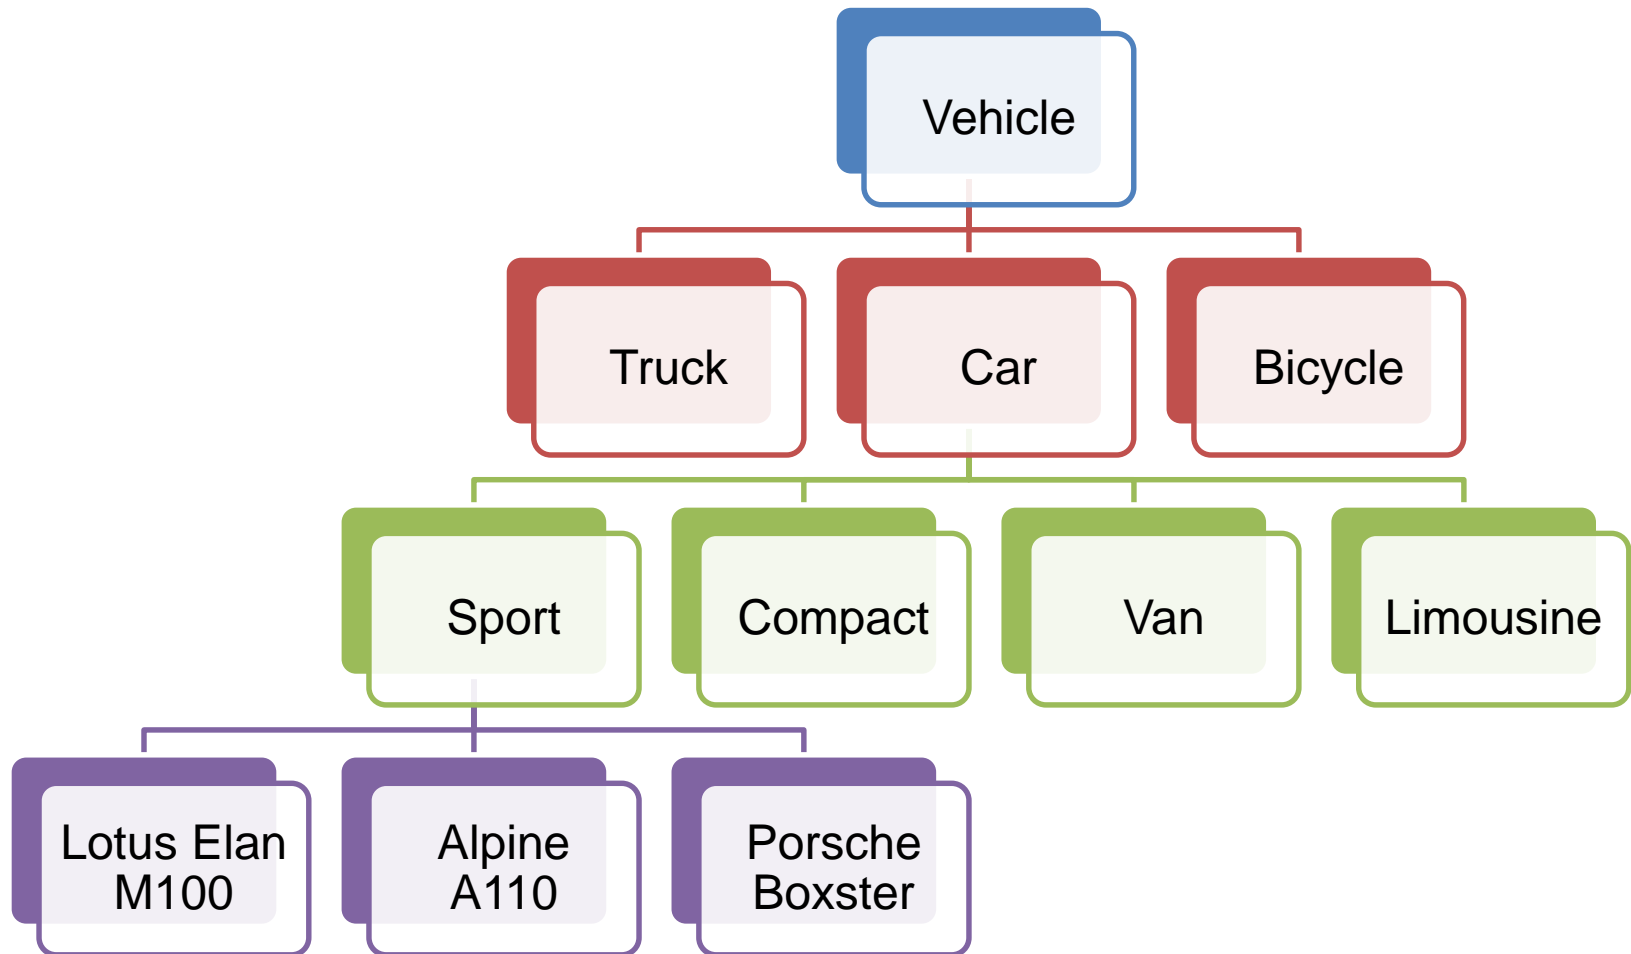 Vehicle
Truck
Car
Bicycle
Sport
Compact
Van
Limousine
Lotus Elan
M100
Alpine
A110
Porsche
Boxster